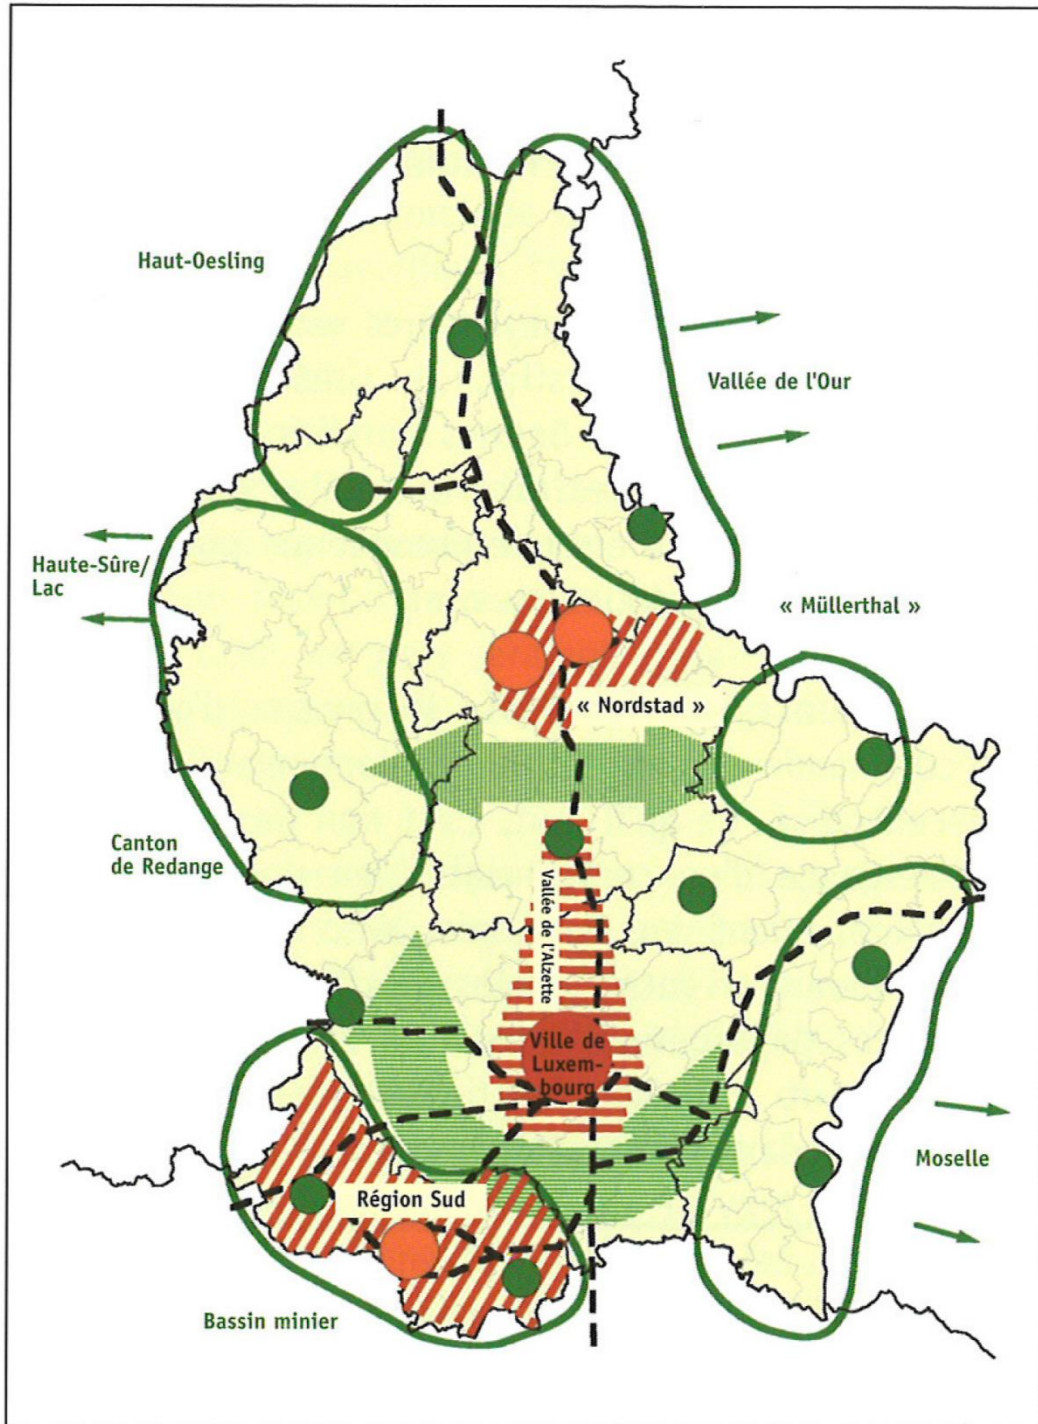 Haut-Oesling
Vallée de l'Our
Haute-Sûre/
Lac
« Müllerthal »
« Nordstad »
Canton
de Redange
Vallée de l'Alzette
Ville de
Luxem-
bourg
Moselle
Région Sud
Bassin minier